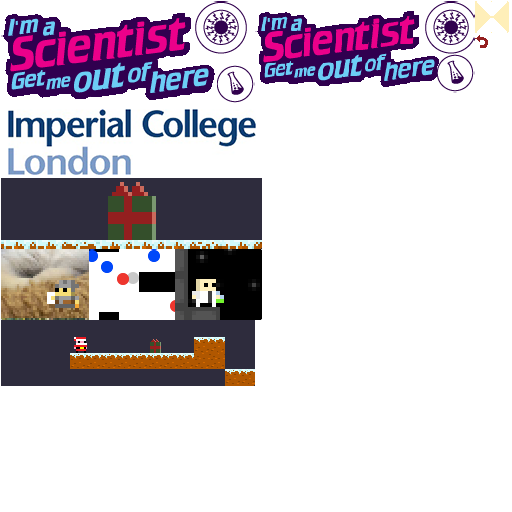 I'm a
Scientist
Get me out of here
I'm a
Scientist
Get me out of here
Imperial College
London